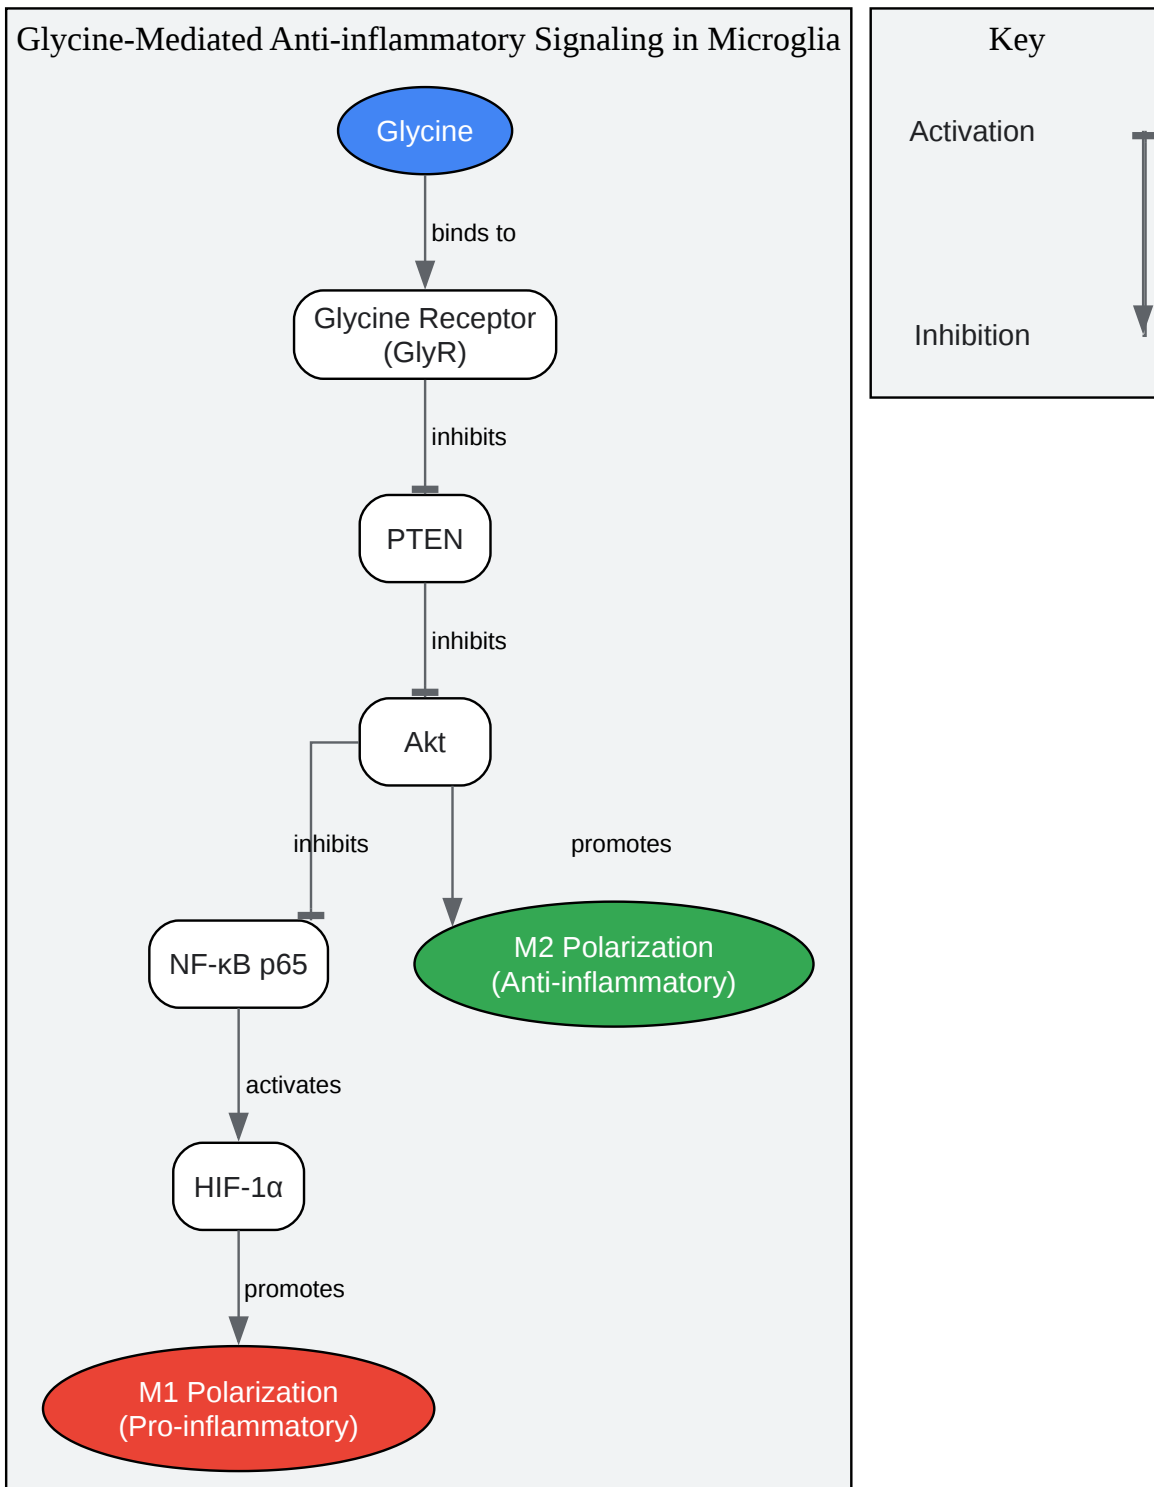 Glycine-Mediated Anti-inflammatory Signaling in Microglia
Glycine
binds to
Glycine Receptor
(GlyR)
inhibits
PTEN
inhibits
Akt
inhibits
promotes
NF-κB p65
M2 Polarization
(Anti-inflammatory)
activates
HIF-1α
promotes
M1 Polarization
(Pro-inflammatory)
Key
Activation
Inhibition